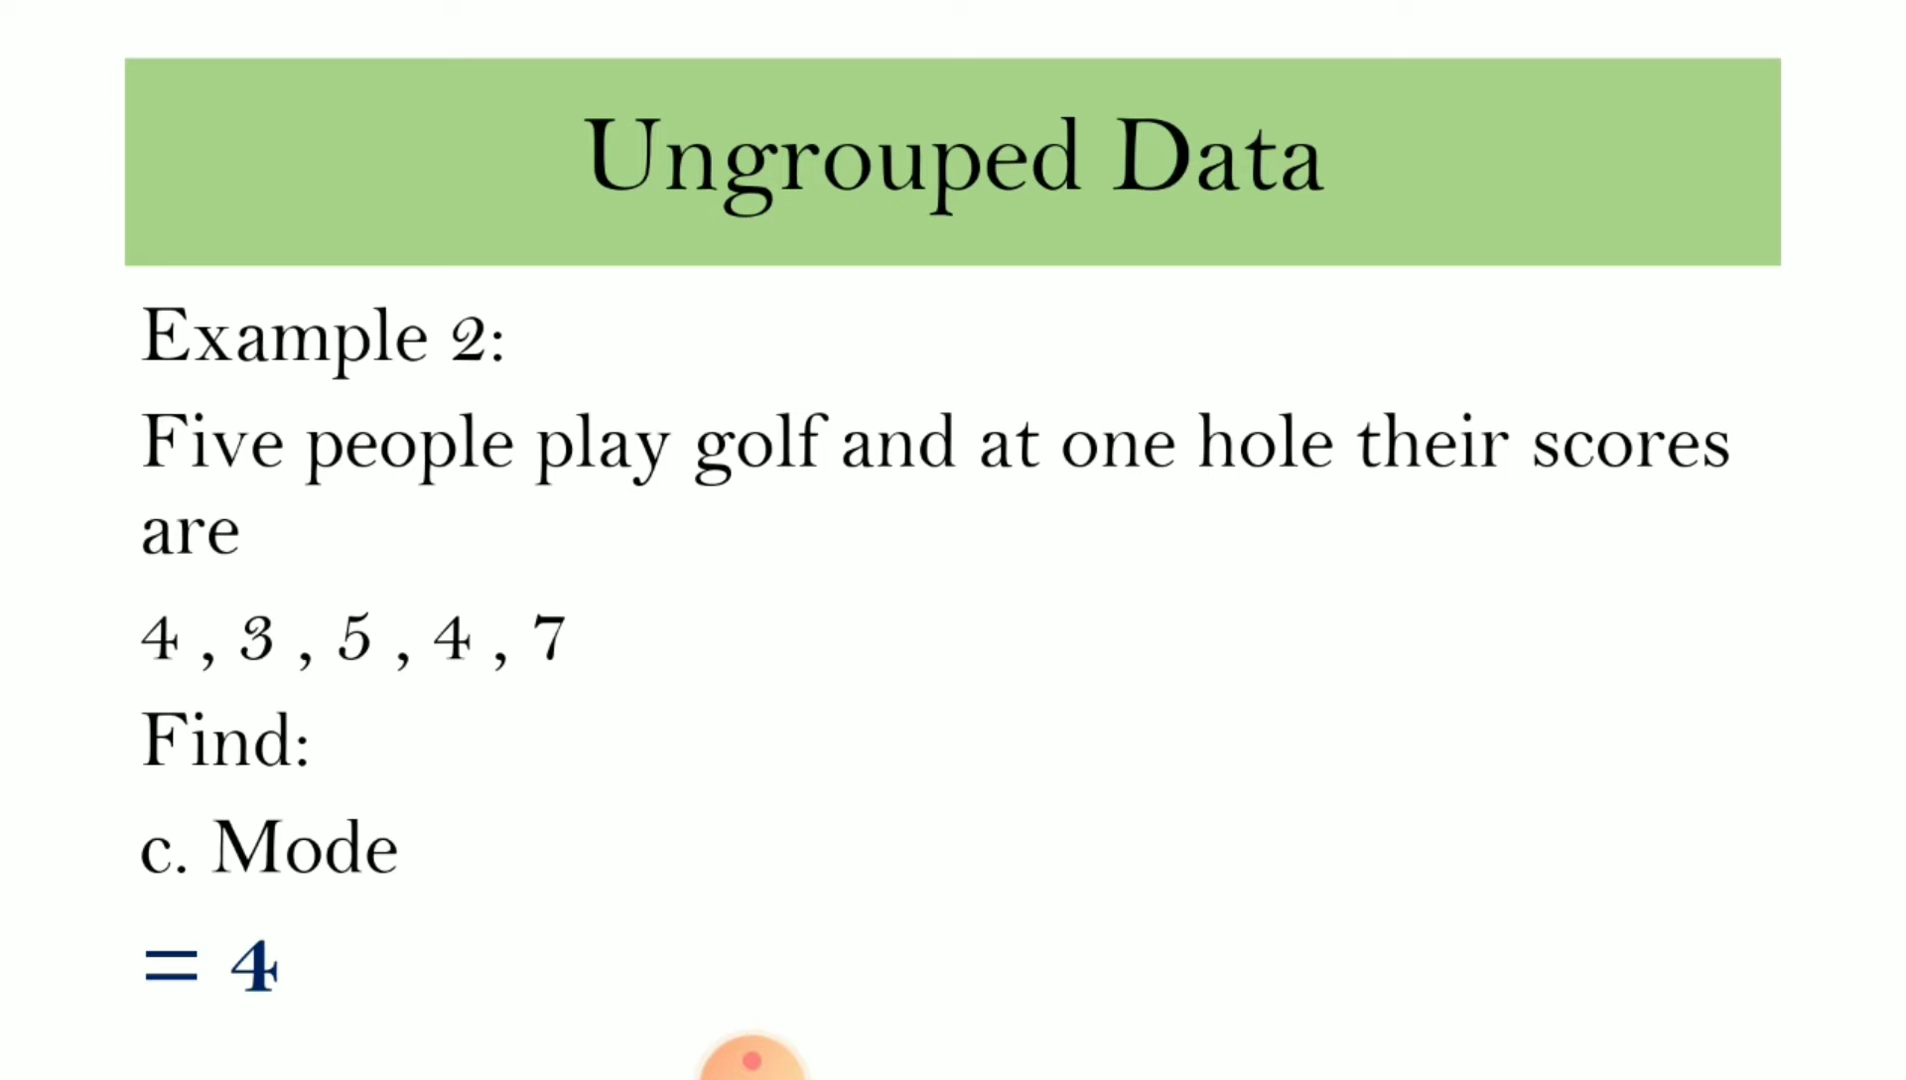 Ungrouped Data
Example 2:
Five people play golf and at one hole their scores
are
4 , 3 , 5 , 4 , 7
Find:
c. Mode
= 4